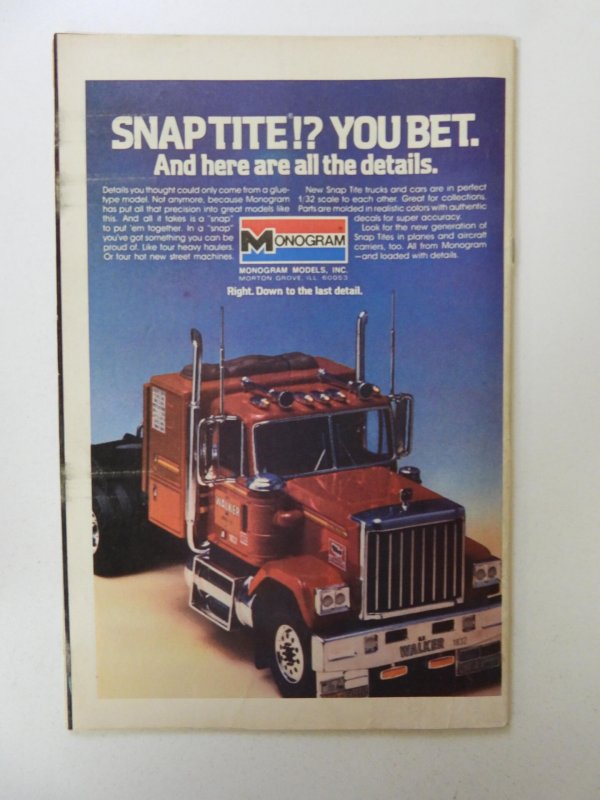 SNAPTITE®!? YOU BET.
And here are all the details.
Details you thought could only come from a glue-
type model. Not anymore, because Monogram
has put all that precision into great models like
this. And all it takes is a "snap"
to put 'em together. In a "snap"
you've got something you can be
proud of. Like four heavy haulers.
Or four hot new street machines.
New Snap Tite trucks and cars are in perfect
1:32 scale to each other. Great for collections.
Parts are molded in realistic colors with authentic
decals for super accuracy.
Look for the new generation of
Snap Tites in planes and aircraft
carriers, too. All from Monogram
—and loaded with details.
MONOGRAM
MONOGRAM MODELS, INC.
MORTON GROVE, ILL. 60053
Right. Down to the last detail.
WALKER
WALKER 1832